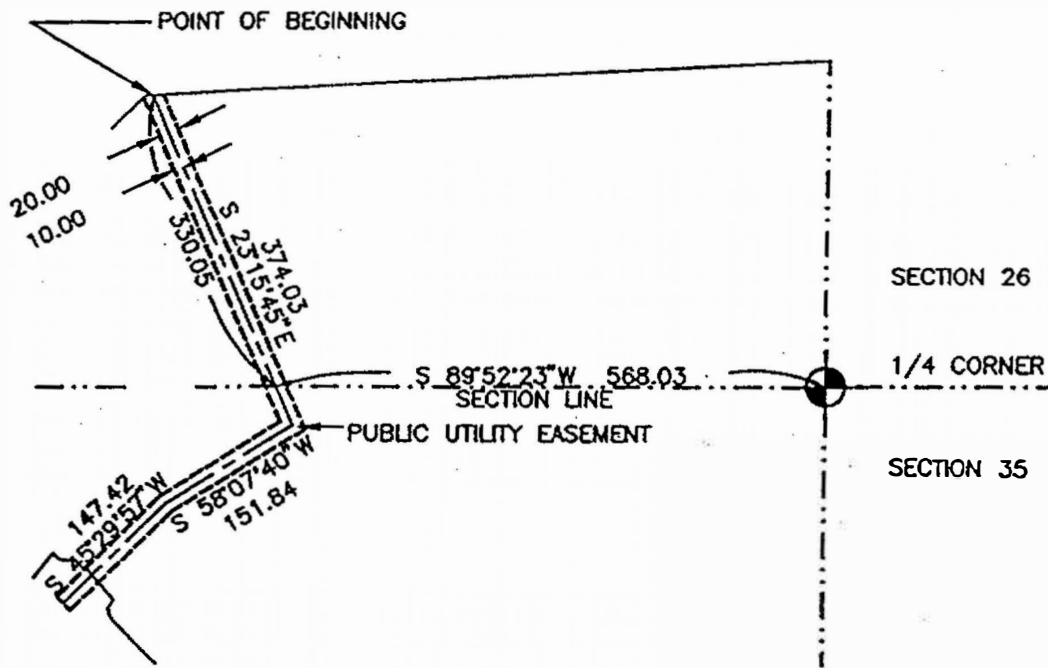 POINT OF BEGINNING
20.00
10.00
330.05
S 23°15'45"E
374.03
SECTION 26
1/4 CORNER
S 89°52'23"W 568.03
SECTION LINE
PUBLIC UTILITY EASEMENT
SECTION 35
147.42
S 45°29'57"W
S 58°07'40"W
151.84